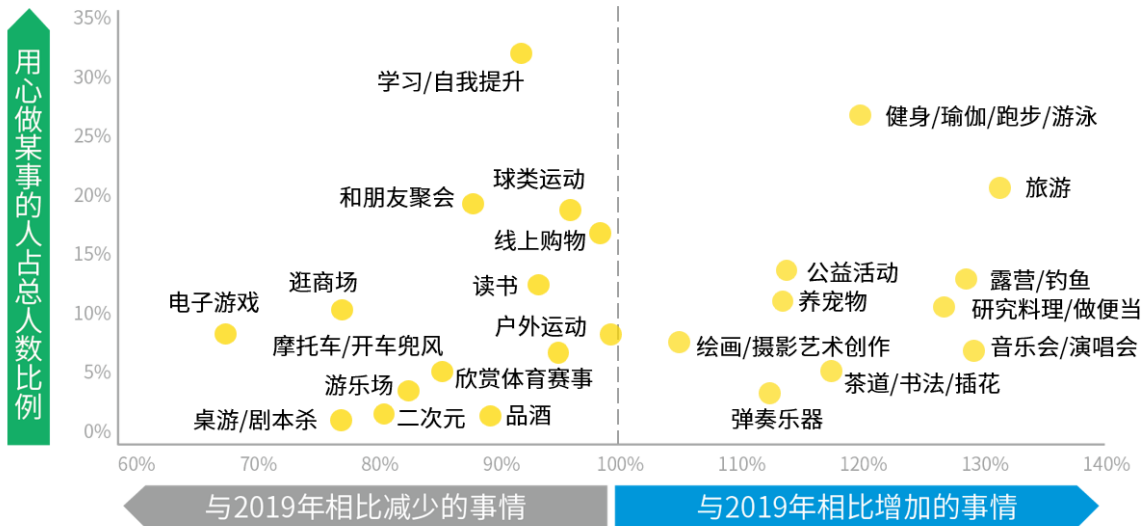 用心做某事的人占总人数比例
35%
30%
25%
20%
15%
10%
5%
0%
学习/自我提升
健身/瑜伽/跑步/游泳
球类运动
旅游
和朋友聚会
线上购物
公益活动
读书
露营/钓鱼
逛商场
养宠物
电子游戏
研究料理/做便当
户外运动
摩托车/开车兜风
绘画/摄影艺术创作
音乐会/演唱会
欣赏体育赛事
游乐场
茶道/书法/插花
桌游/剧本杀
二次元
品酒
弹奏乐器
60%
70%
80%
90%
100%
110%
120%
130%
140%
与2019年相比减少的事情
与2019年相比增加的事情